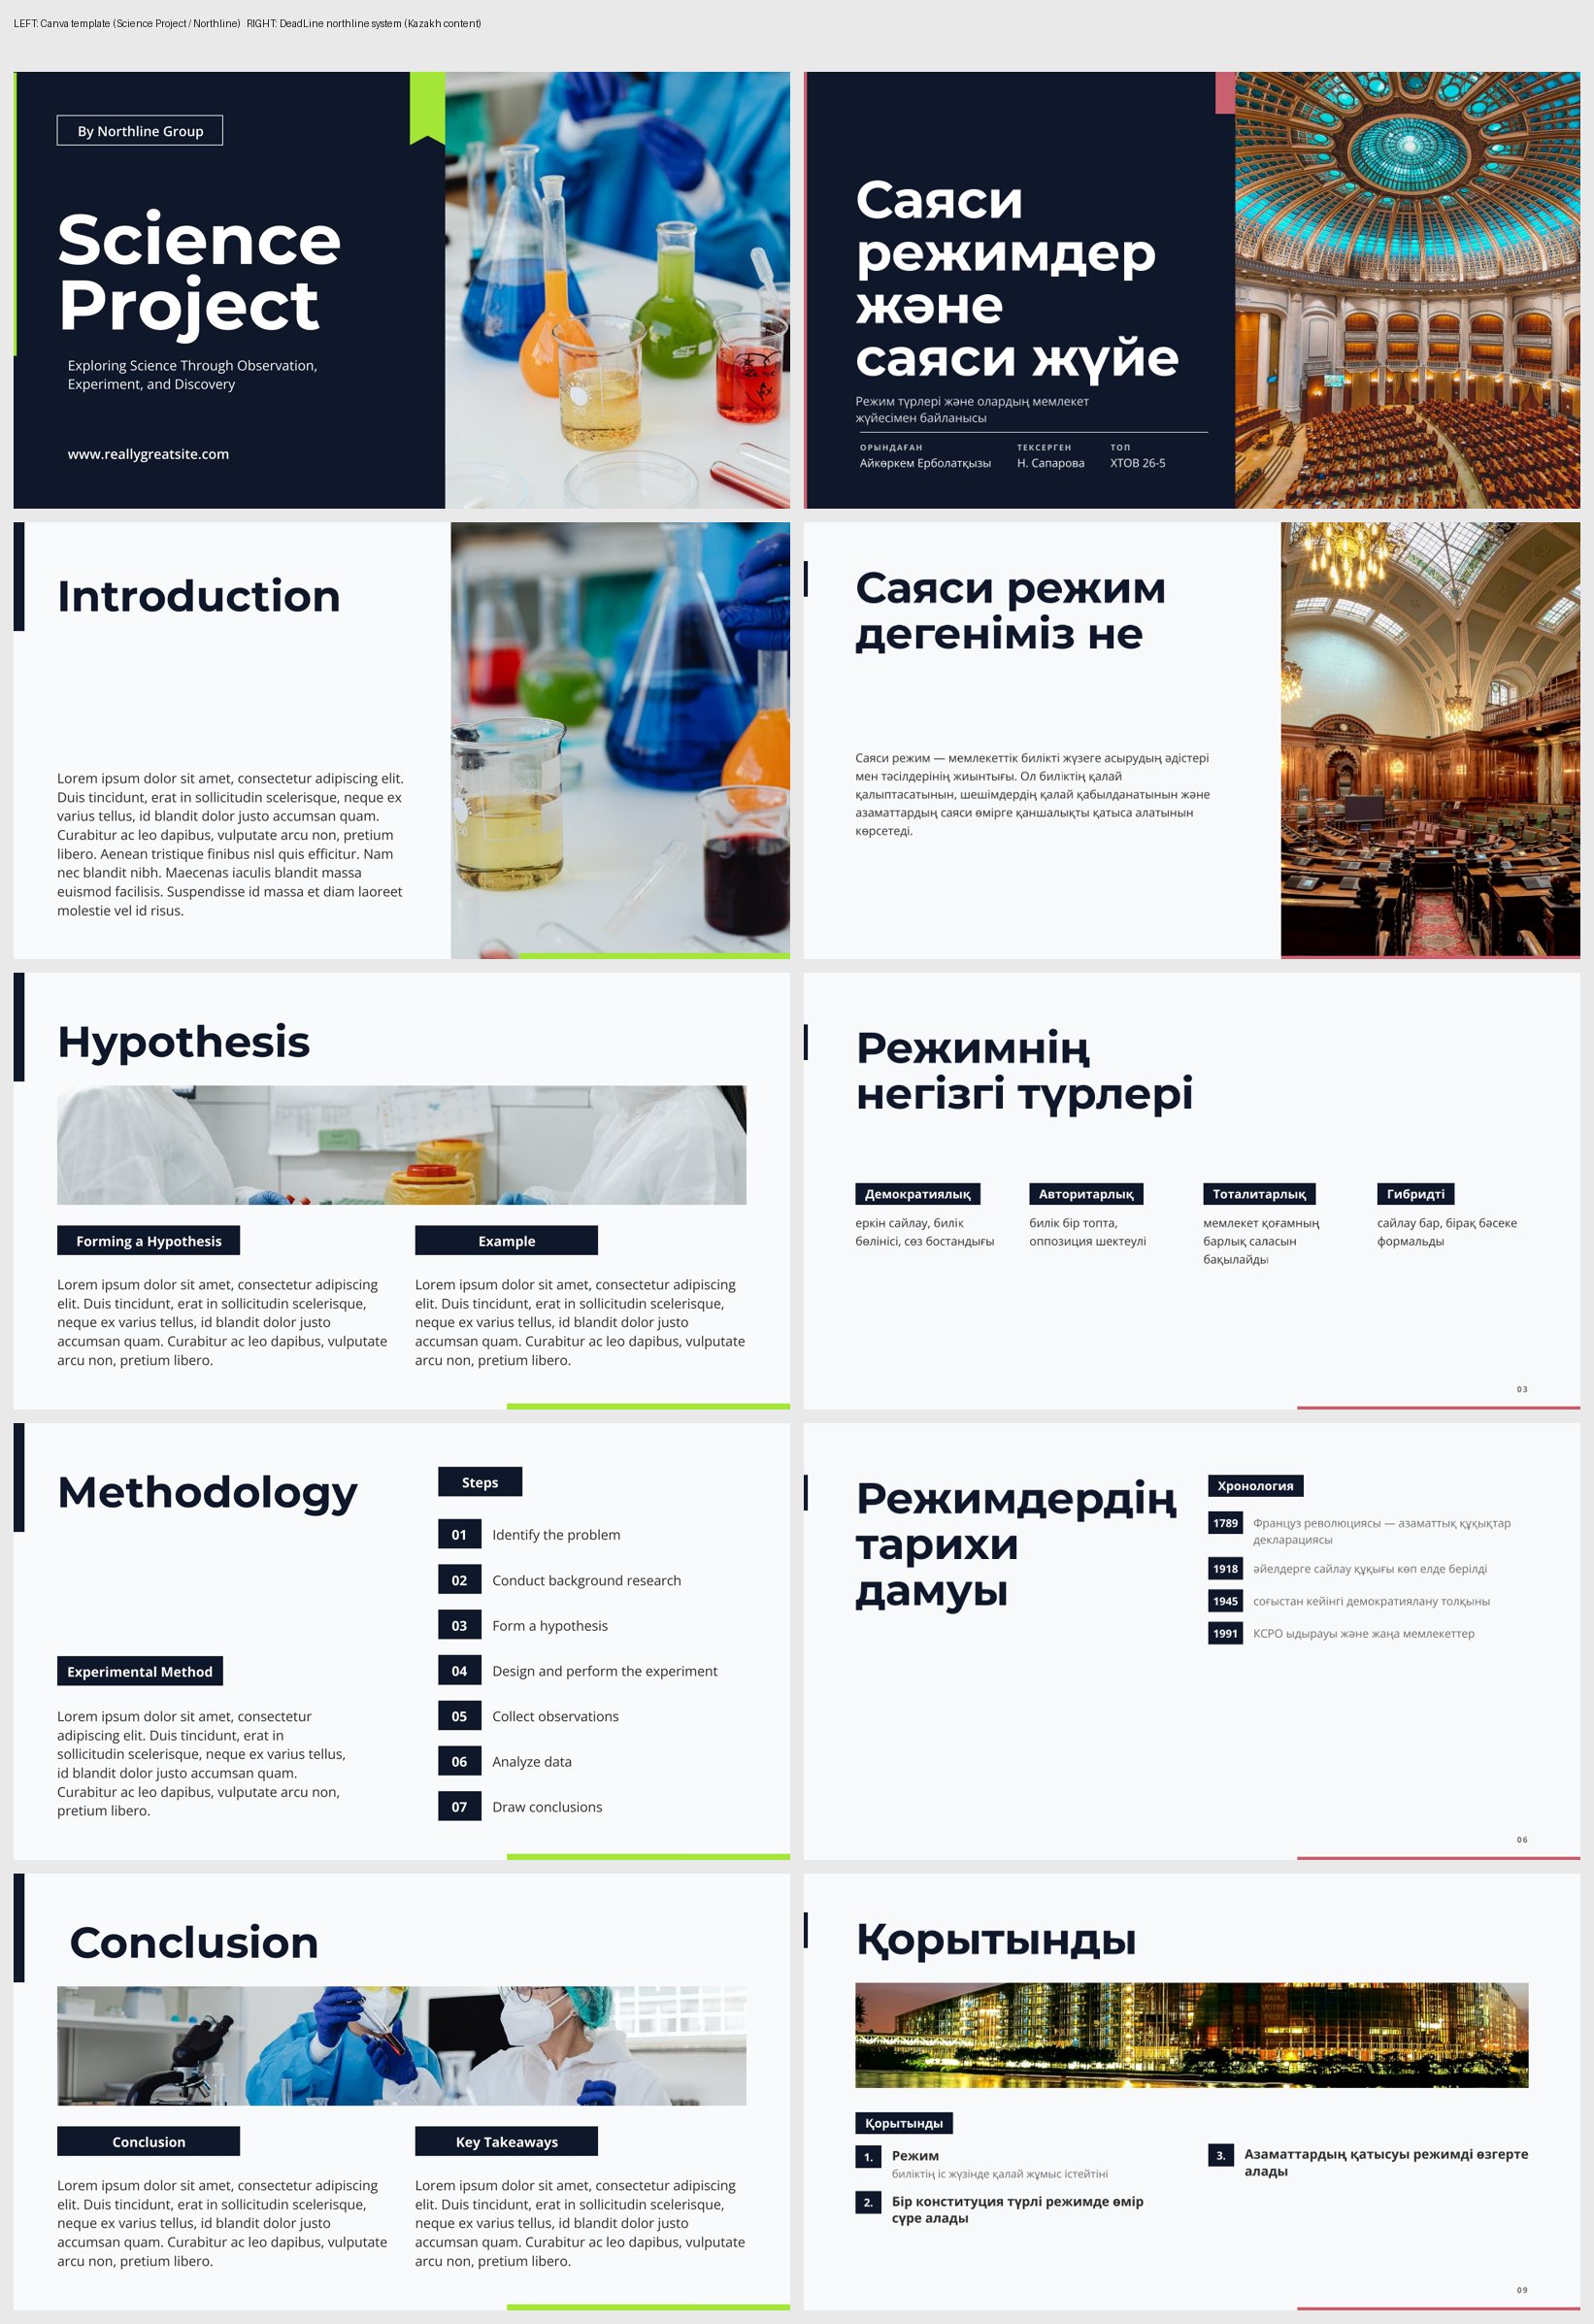 LEFT: Canva template (Science Project / Northline)   RIGHT: DeadLine northline system (Kazakh content)
By Northline Group
Science
Project
Exploring Science Through Observation,
Experiment, and Discovery
www.reallygreatsite.com
Саяси
режимдер
және
саяси жүйе
Режим түрлері және олардың мемлекет
жүйесімен байланысы
ОРЫНДАҒАН
Айкөркем Ерболатқызы
ТЕКСЕРГЕН
Н. Сапарова
ТОП
ХТОВ 26-5
Introduction
Lorem ipsum dolor sit amet, consectetur adipiscing elit.
Duis tincidunt, erat in sollicitudin scelerisque, neque ex
varius tellus, id blandit dolor justo accumsan quam.
Curabitur ac leo dapibus, vulputate arcu non, pretium
libero. Aenean tristique finibus nisl quis efficitur. Nam
nec blandit nibh. Maecenas iaculis blandit massa
euismod facilisis. Suspendisse id massa et diam laoreet
molestie vel id risus.
Саяси режим
дегеніміз не
Саяси режим — мемлекеттік билікті жүзеге асырудың әдістері
мен тәсілдерінің жиынтығы. Ол биліктің қалай
қалыптасатынын, шешімдердің қалай қабылданатынын және
азаматтардың саяси өмірге қаншалықты қатыса алатынын
көрсетеді.
Hypothesis
Forming a Hypothesis
Lorem ipsum dolor sit amet, consectetur adipiscing
elit. Duis tincidunt, erat in sollicitudin scelerisque,
neque ex varius tellus, id blandit dolor justo
accumsan quam. Curabitur ac leo dapibus, vulputate
arcu non, pretium libero.
Example
Lorem ipsum dolor sit amet, consectetur adipiscing
elit. Duis tincidunt, erat in sollicitudin scelerisque,
neque ex varius tellus, id blandit dolor justo
accumsan quam. Curabitur ac leo dapibus, vulputate
arcu non, pretium libero.
Режимнің
негізгі түрлері
Демократиялық
еркін сайлау, билік
бөлінісі, сөз бостандығы
Авторитарлық
билік бір топта,
оппозиция шектеулі
Тоталитарлық
мемлекет қоғамның
барлық саласын
бақылайды
Гибридті
сайлау бар, бірақ бәсеке
формальды
03
Methodology
Experimental Method
Lorem ipsum dolor sit amet, consectetur
adipiscing elit. Duis tincidunt, erat in
sollicitudin scelerisque, neque ex varius tellus,
id blandit dolor justo accumsan quam.
Curabitur ac leo dapibus, vulputate arcu non,
pretium libero.
Steps
01 Identify the problem
02 Conduct background research
03 Form a hypothesis
04 Design and perform the experiment
05 Collect observations
06 Analyze data
07 Draw conclusions
Режимдердің
тарихи
дамуы
Хронология
1789 Француз революциясы — азаматтық құқықтар
декларациясы
1918 әйелдерге сайлау құқығы көп елде берілді
1945 соғыстан кейінгі демократиялану толқыны
1991 КСРО ыдырауы және жаңа мемлекеттер
06
Conclusion
Conclusion
Lorem ipsum dolor sit amet, consectetur adipiscing
elit. Duis tincidunt, erat in sollicitudin scelerisque,
neque ex varius tellus, id blandit dolor justo
accumsan quam. Curabitur ac leo dapibus, vulputate
arcu non, pretium libero.
Key Takeaways
Lorem ipsum dolor sit amet, consectetur adipiscing
elit. Duis tincidunt, erat in sollicitudin scelerisque,
neque ex varius tellus, id blandit dolor justo
accumsan quam. Curabitur ac leo dapibus, vulputate
arcu non, pretium libero.
Қорытынды
Қорытынды
1. Режим
биліктің іс жүзінде қалай жұмыс істейтіні
2. Бір конституция түрлі режимде өмір
сүре алады
3. Азаматтардың қатысуы режимді өзгерте
алады
09